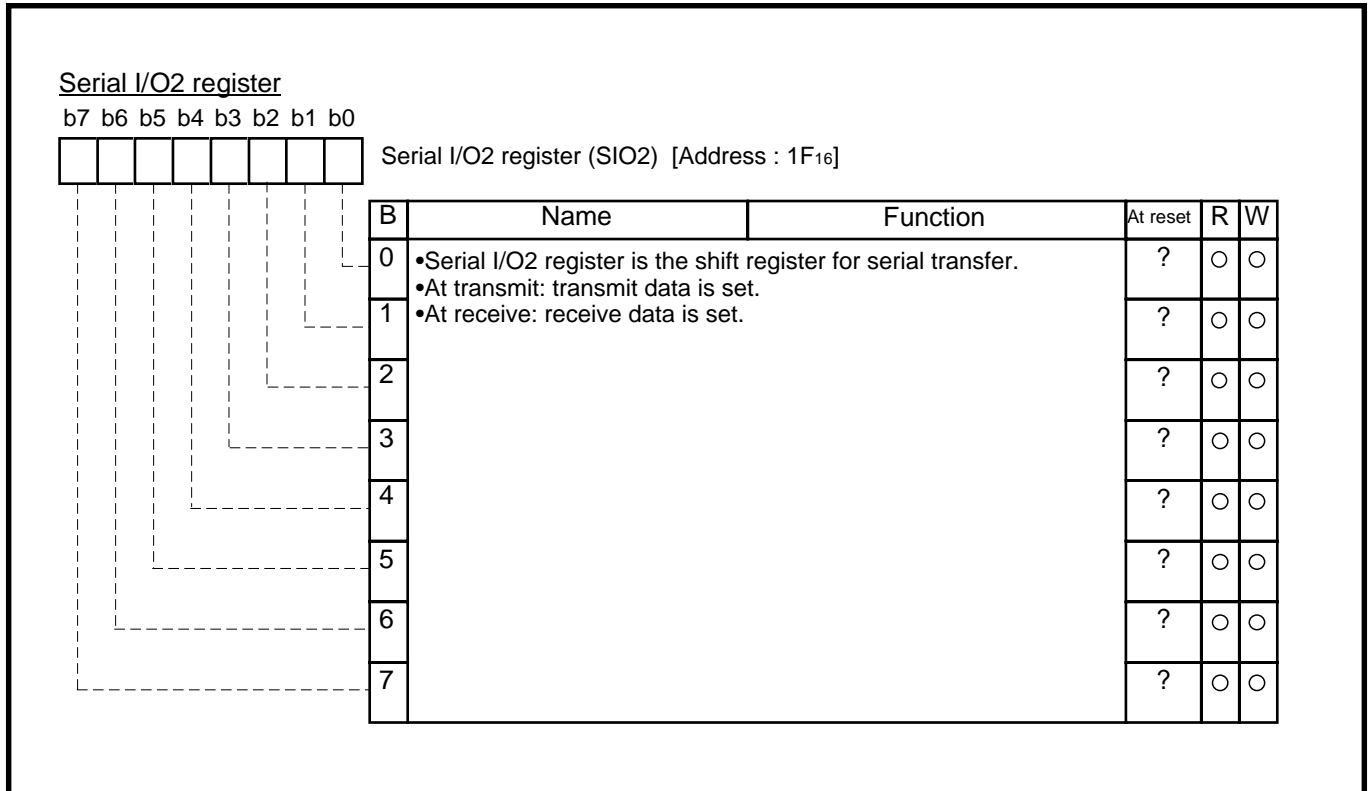 Serial I/O2 register
b7 b6 b5 b4 b3 b2 b1 b0
Serial I/O2 register (SIO2) [Address : 1F16]
B Name Function At reset R W
0 •Serial I/O2 register is the shift register for serial transfer. ? ○ ○
•At transmit: transmit data is set.
1 •At receive: receive data is set. ? ○ ○
2 ? ○ ○
3 ? ○ ○
4 ? ○ ○
5 ? ○ ○
6 ? ○ ○
7 ? ○ ○